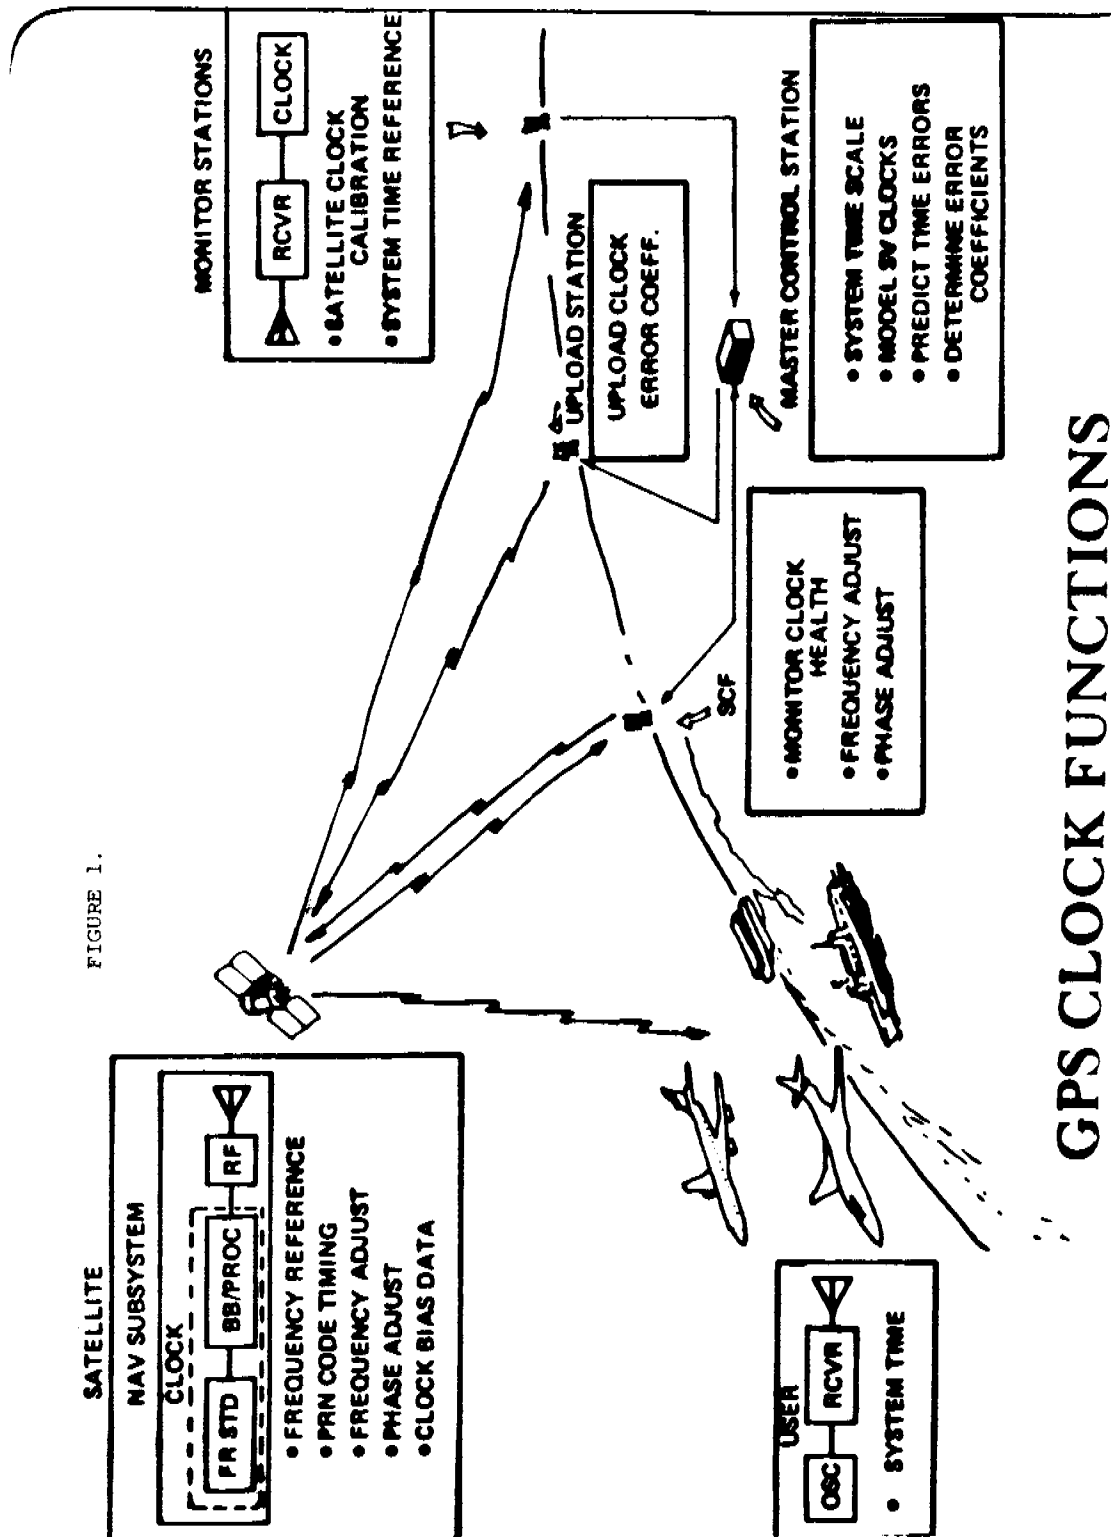 FIGURE 1.
SATELLITE
NAV SUBSYSTEM
CLOCK
FR STD
BB/PROC
RF
• FREQUENCY REFERENCE
• PRN CODE TIMING
• FREQUENCY ADJUST
• PHASE ADJUST
• CLOCK BIAS DATA
MONITOR STATIONS
RCVR
CLOCK
• SATELLITE CLOCK
CALIBRATION
• SYSTEM TIME REFERENCE
UPLOAD STATION
UPLOAD CLOCK
ERROR COEFF.
MASTER CONTROL STATION
• SYSTEM TIME SCALE
• MODEL SV CLOCKS
• PREDICT TIME ERRORS
• DETERMINE ERROR
COEFFICIENTS
SCF
• MONITOR CLOCK
HEALTH
• FREQUENCY ADJUST
• PHASE ADJUST
USER
OSC
RCVR
• SYSTEM TIME
GPS CLOCK FUNCTIONS